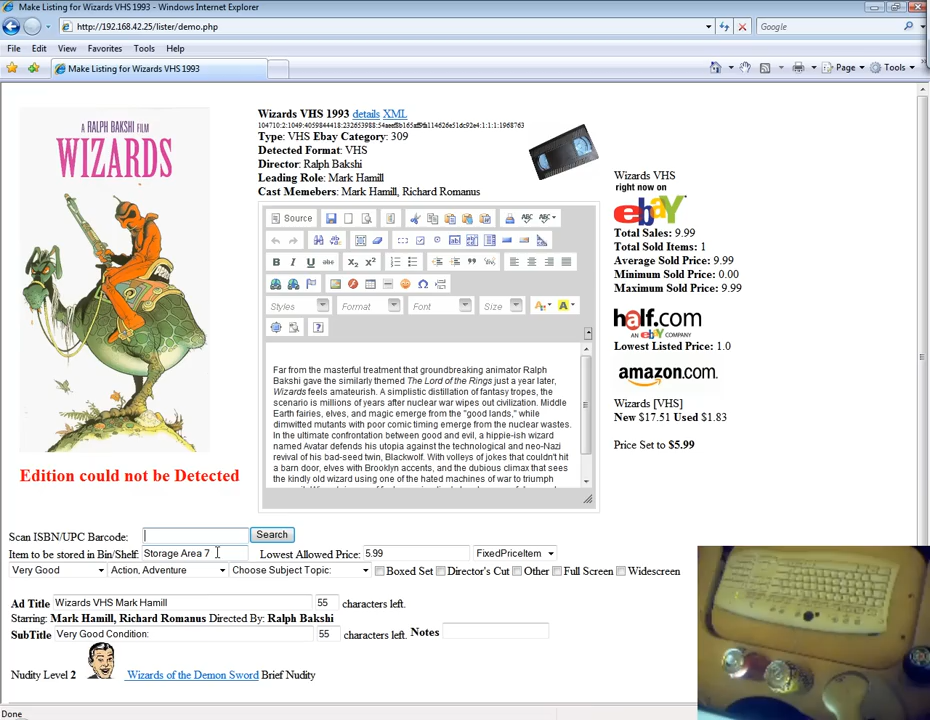 Make Listing for Wizards VHS 1993 - Windows Internet Explorer
http://192.168.42.25/lister/demo.php
Google
File Edit View Favorites Tools Help
Make Listing for Wizards VHS 1993
Page Tools
A RALPH BAKSHI FILM
WIZARDS
Edition could not be Detected
Wizards VHS 1993 details XML
Type: VHS Ebay Category: 309
Detected Format: VHS
Director: Ralph Bakshi
Leading Role: Mark Hamill
Cast Memebers: Mark Hamill, Richard Romanus
Source
Styles Format Font Size
Far from the masterful treatment that groundbreaking animator Ralph
Bakshi gave the similarly themed The Lord of the Rings just a year later,
Wizards feels amateurish. A simplistic distillation of fantasy tropes, the
scenario is millions of years after nuclear war wipes out civilization. Middle
Earth fairies, elves, and magic emerge from the "good lands," while
dimwitted mutants with poor comic timing emerge from the nuclear wastes.
In the ultimate confrontation between good and evil, a hippie-ish wizard
named Avatar defends his utopia against the technological and neo-Nazi
revival of his bad-seed twin, Blackwolf. With volleys of jokes that couldn't hit
a barn door, elves with Brooklyn accents, and the dubious climax that sees
the kindly old wizard using one of the hated machines of war to triumph
Wizards VHS
right now on
ebY
Total Sales: 9.99
Total Sold Items: 1
Average Sold Price: 9.99
Minimum Sold Price: 0.00
Maximum Sold Price: 9.99
half.com
AN ebY COMPANY
Lowest Listed Price: 1.0
amazon.com.
Wizards [VHS]
New $17.51 Used $1.83
Price Set to $5.99
Scan ISBN/UPC Barcode: Search
Item to be stored in Bin/Shelf: Storage Area 7 Lowest Allowed Price: 5.99 FixedPriceItem
Very Good Action, Adventure Choose Subject Topic: Boxed Set Director's Cut Other Full Screen Widescreen
Ad Title Wizards VHS Mark Hamill 55 characters left.
Starring: Mark Hamill, Richard Romanus Directed By: Ralph Bakshi
SubTitle Very Good Condition: 55 characters left. Notes
Nudity Level 2 Wizards of the Demon Sword Brief Nudity
Done